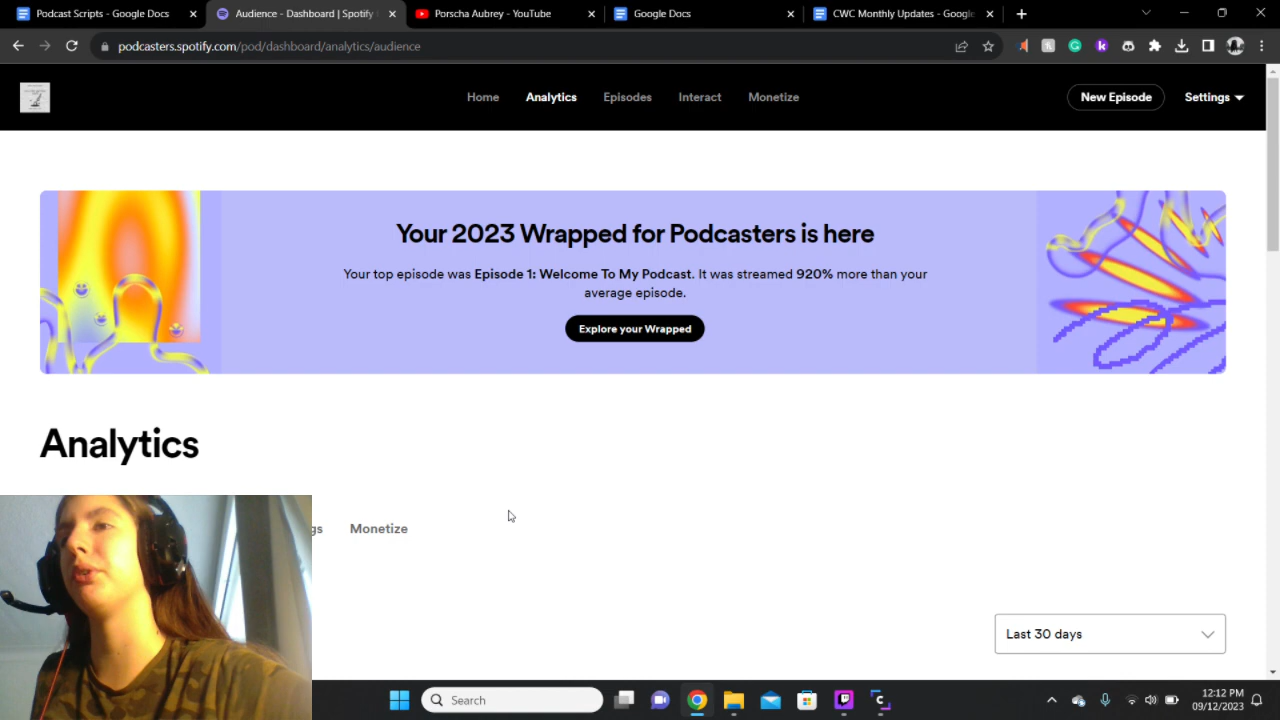 Podcast Scripts - Google Docs
Audience - Dashboard | Spotify
Porscha Aubrey - YouTube
Google Docs
CWC Monthly Updates - Google
podcasters.spotify.com/pod/dashboard/analytics/audience
Home
Analytics
Episodes
Interact
Monetize
New Episode
Settings
Your 2023 Wrapped for Podcasters is here
Your top episode was Episode 1: Welcome To My Podcast. It was streamed 920% more than your
average episode.
Explore your Wrapped
Analytics
gs
Monetize
Last 30 days
Search
12:12 PM
09/12/2023